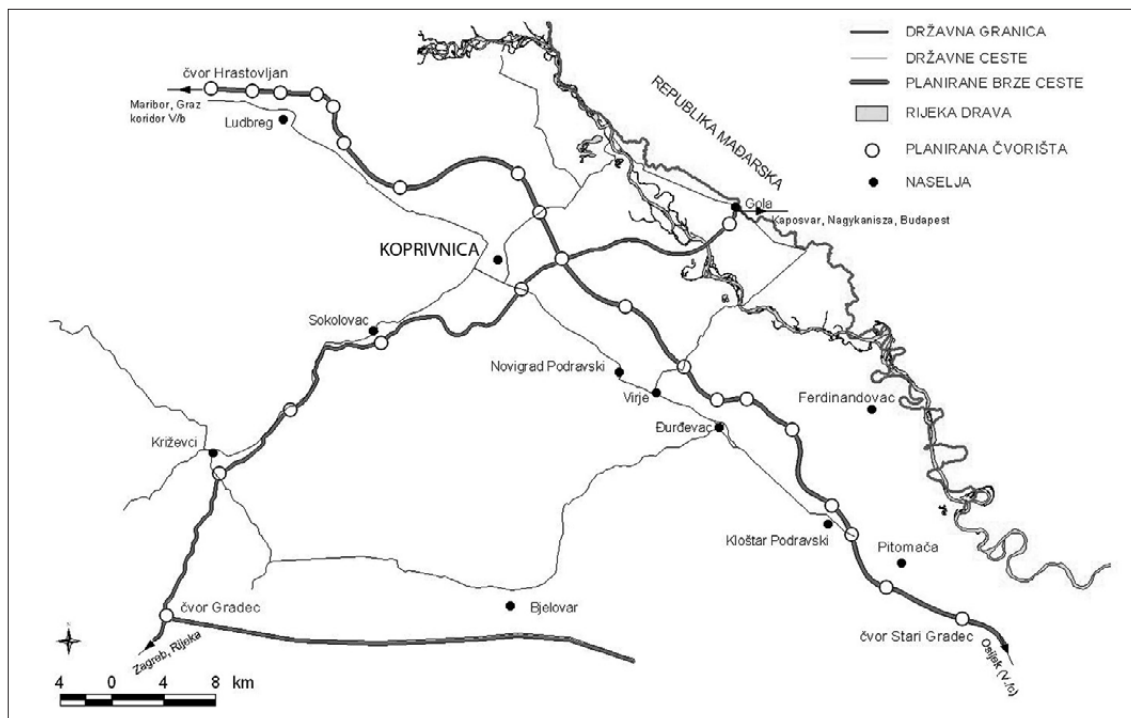 DRŽAVNA GRANICA
DRŽAVNE CESTE
PLANIRANE BRZE CESTE
RIJEKA DRAVA
PLANIRANA ČVORIŠTA
NASELJA
čvor Hrastovljan
Maribor, Graz
koridor V/b
Ludbreg
REPUBLIKA MAĐARSKA
Gola
Kaposvar, Nagykanisza, Budapest
KOPRIVNICA
Sokolovac
Novigrad Podravski
Virje
Ferdinandovac
Đurđevac
Križevci
Kloštar Podravski
Pitomača
čvor Gradec
Bjelovar
čvor Stari Gradec
Zagreb, Rijeka
Osijek (V./c)
4 0 4 8 km